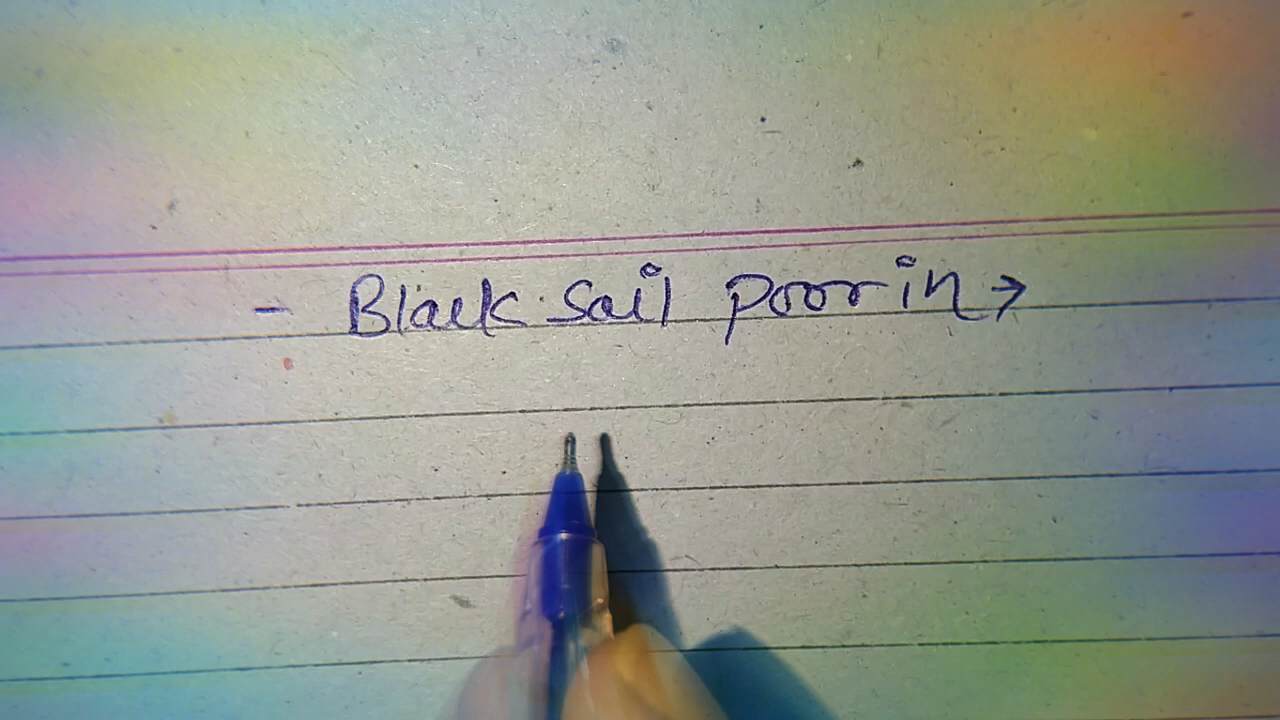 - Black Sail poor in →